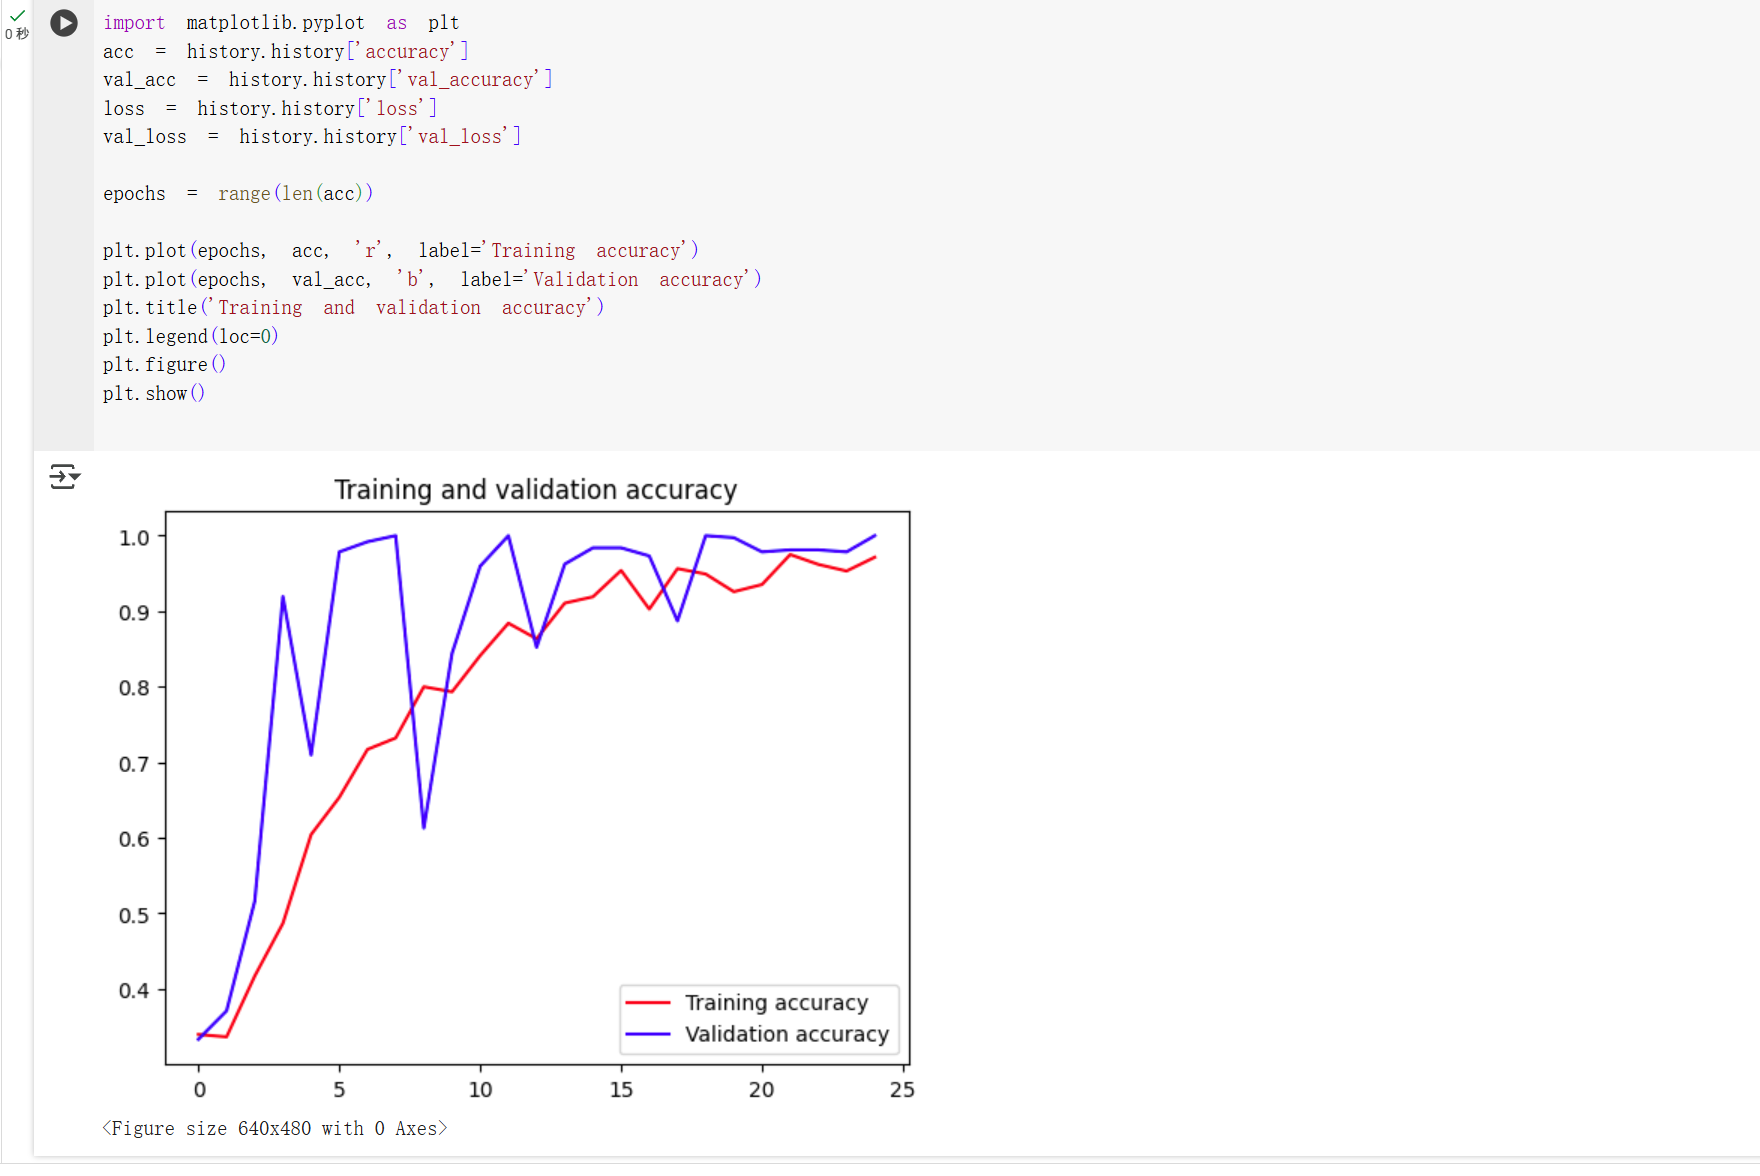 0 秒
import matplotlib.pyplot as plt
acc = history.history['accuracy']
val_acc = history.history['val_accuracy']
loss = history.history['loss']
val_loss = history.history['val_loss']
epochs = range(len(acc))
plt.plot(epochs, acc, 'r', label='Training accuracy')
plt.plot(epochs, val_acc, 'b', label='Validation accuracy')
plt.title('Training and validation accuracy')
plt.legend(loc=0)
plt.figure()
plt.show()
Training and validation accuracy
1.0
0.9
0.8
0.7
0.6
0.5
0.4
Training accuracy
Validation accuracy
0 5 10 15 20 25
<Figure size 640x480 with 0 Axes>